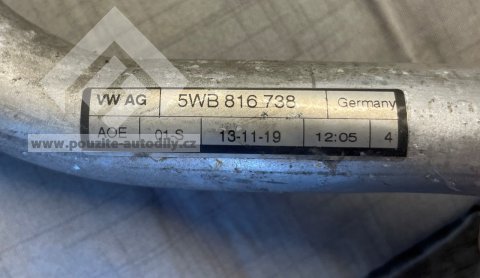 VW AG 5WB 816 738 Germany
AOE 01-S 13-11-19 12:05 4
www.pouzite-autodily.cz